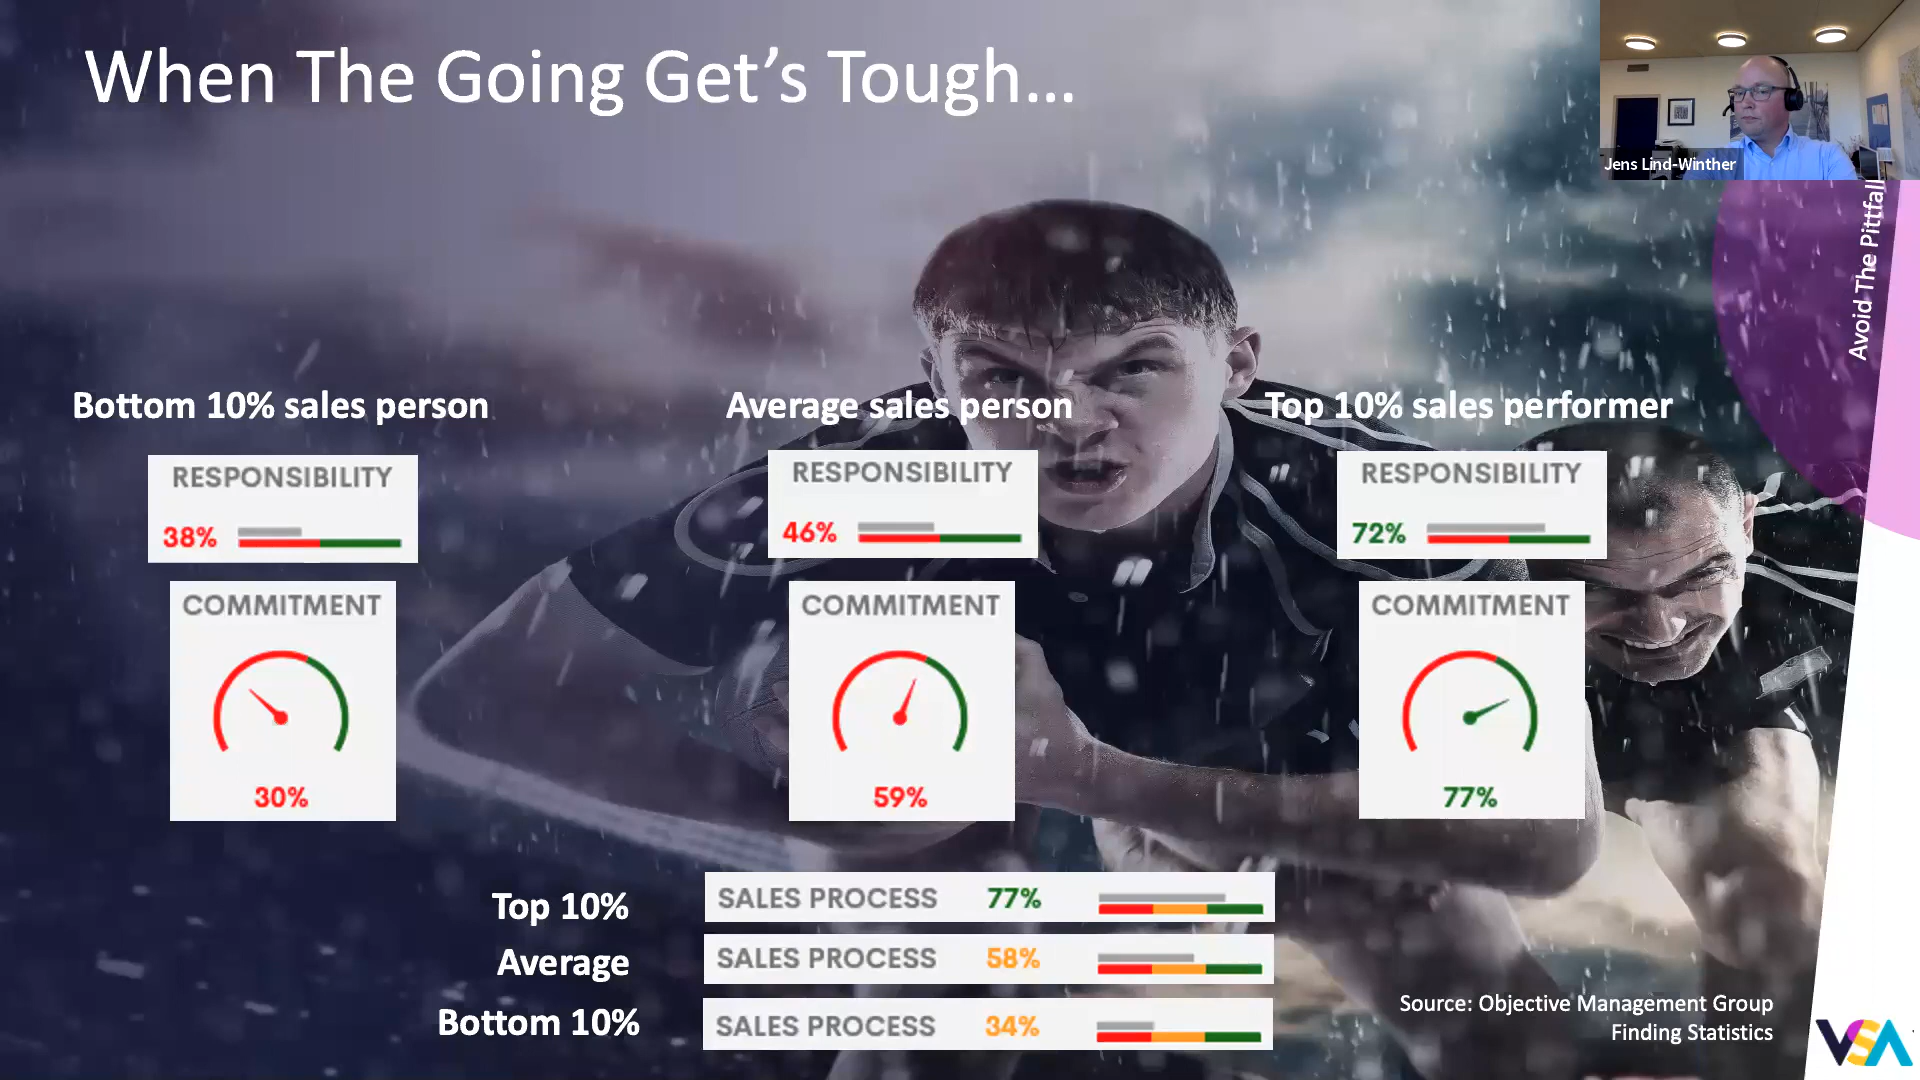 When The Going Get’s Tough...
Jens Lind-Winther
Avoid The Pittfall
Bottom 10% sales person
Average sales person
Top 10% sales performer
RESPONSIBILITY
38%
RESPONSIBILITY
46%
RESPONSIBILITY
72%
COMMITMENT
30%
COMMITMENT
59%
COMMITMENT
77%
Top 10%
SALES PROCESS 77%
Average
SALES PROCESS 58%
Bottom 10%
SALES PROCESS 34%
Source: Objective Management Group
Finding Statistics
VSA